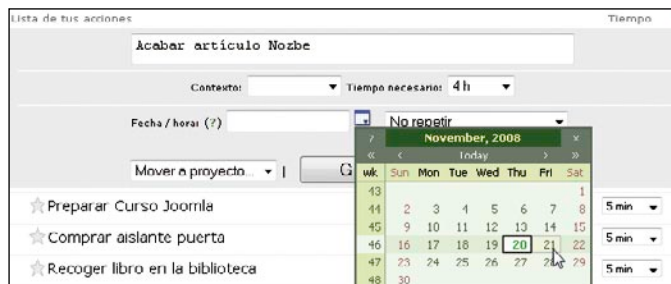 Lista de tus acciones Tiempo
Acabar artículo Nozbe
Contexto: Tiempo necesario: 4 h
Fecha / hora: (?) No repetir
? November, 2008 x
« ‹ Today › »
Mover a proyecto... | G wk Sun Mon Tue Wed Thu Fri Sat
43 1
Preparar Curso Joomla 44 2 3 4 5 6 7 8 5 min
45 9 10 11 12 13 14 15
Comprar aislante puerta 46 16 17 18 19 20 21 22 5 min
Recoger libro en la biblioteca 47 23 24 25 26 27 28 29 5 min
48 30